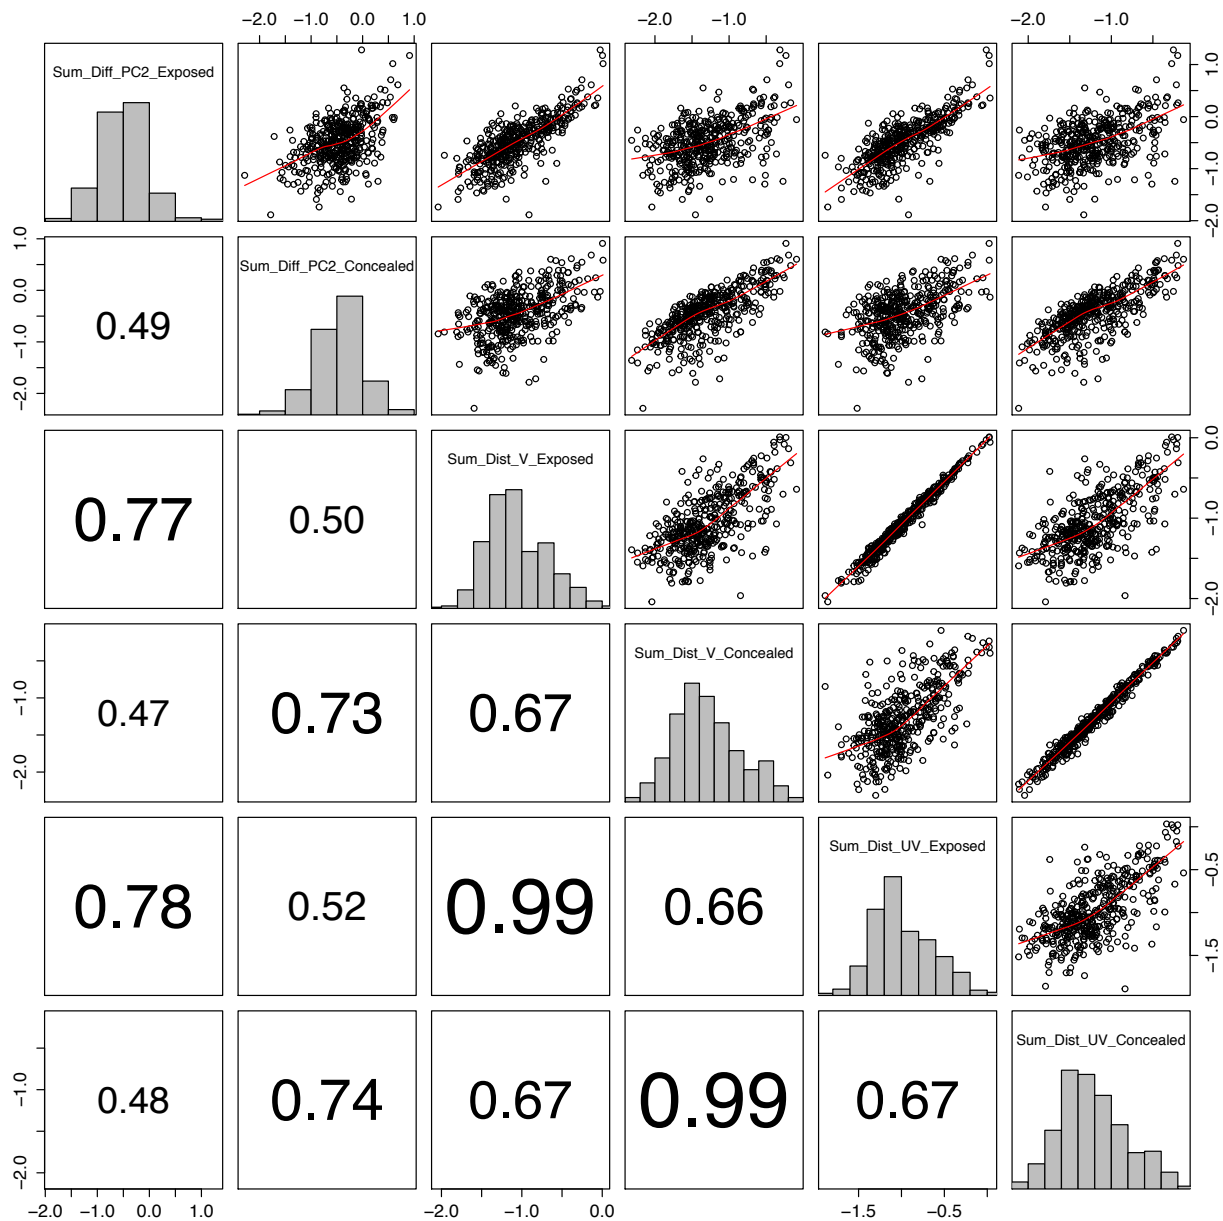 −2.0 −1.0 0.0 1.0 −2.0 −1.0 −2.0 −1.0
Sum_Diff_PC2_Exposed
−2.0 −1.0 0.0 1.0
Sum_Diff_PC2_Concealed
−2.0 −1.0 0.0 1.0
0.49
Sum_Dist_V_Exposed
0.77
0.50
−2.0 −1.0 0.0
Sum_Dist_V_Concealed
−2.0 −1.0
0.47
0.73
0.67
Sum_Dist_UV_Exposed
0.78
0.52
0.99
0.66
−1.5 −0.5
Sum_Dist_UV_Concealed
−2.0 −1.0
0.48
0.74
0.67
0.99
0.67
−2.0 −1.0 0.0 1.0 −2.0 −1.0 0.0 −1.5 −0.5